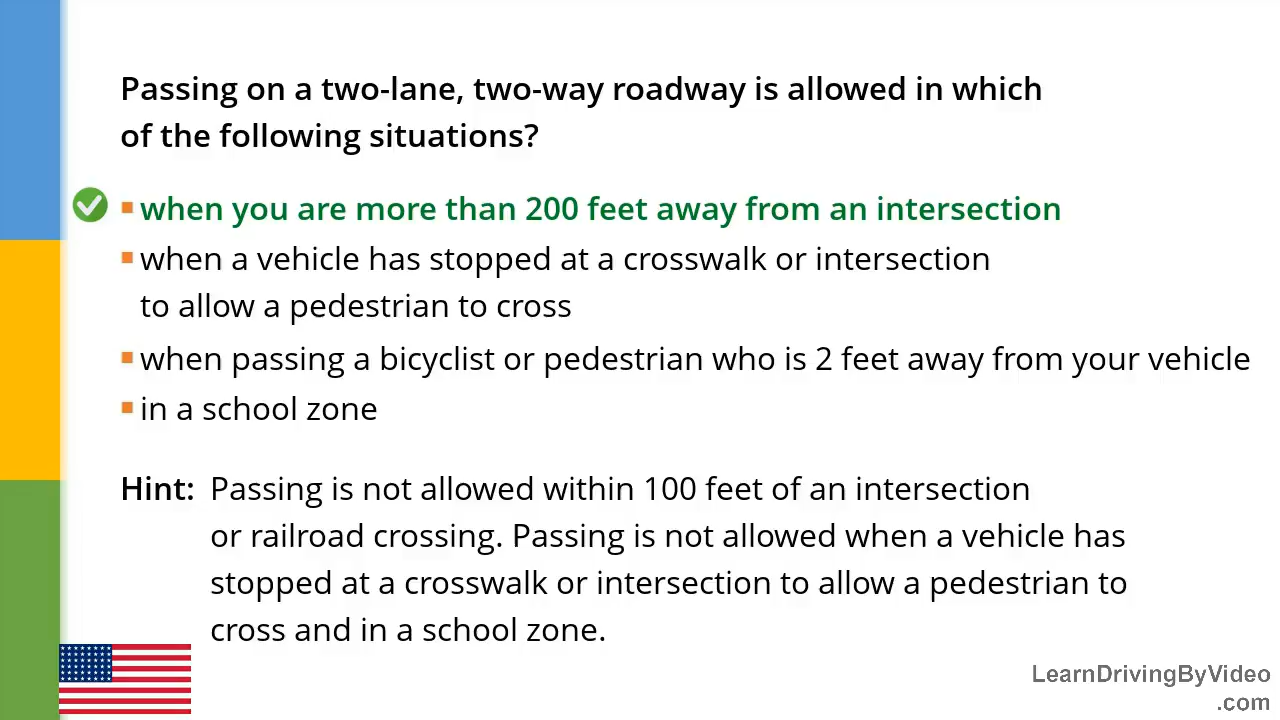 Passing on a two-lane, two-way roadway is allowed in which
of the following situations?
when you are more than 200 feet away from an intersection
when a vehicle has stopped at a crosswalk or intersection
to allow a pedestrian to cross
when passing a bicyclist or pedestrian who is 2 feet away from your vehicle
in a school zone
Hint: Passing is not allowed within 100 feet of an intersection
or railroad crossing. Passing is not allowed when a vehicle has
stopped at a crosswalk or intersection to allow a pedestrian to
cross and in a school zone.
LearnDrivingByVideo
.com